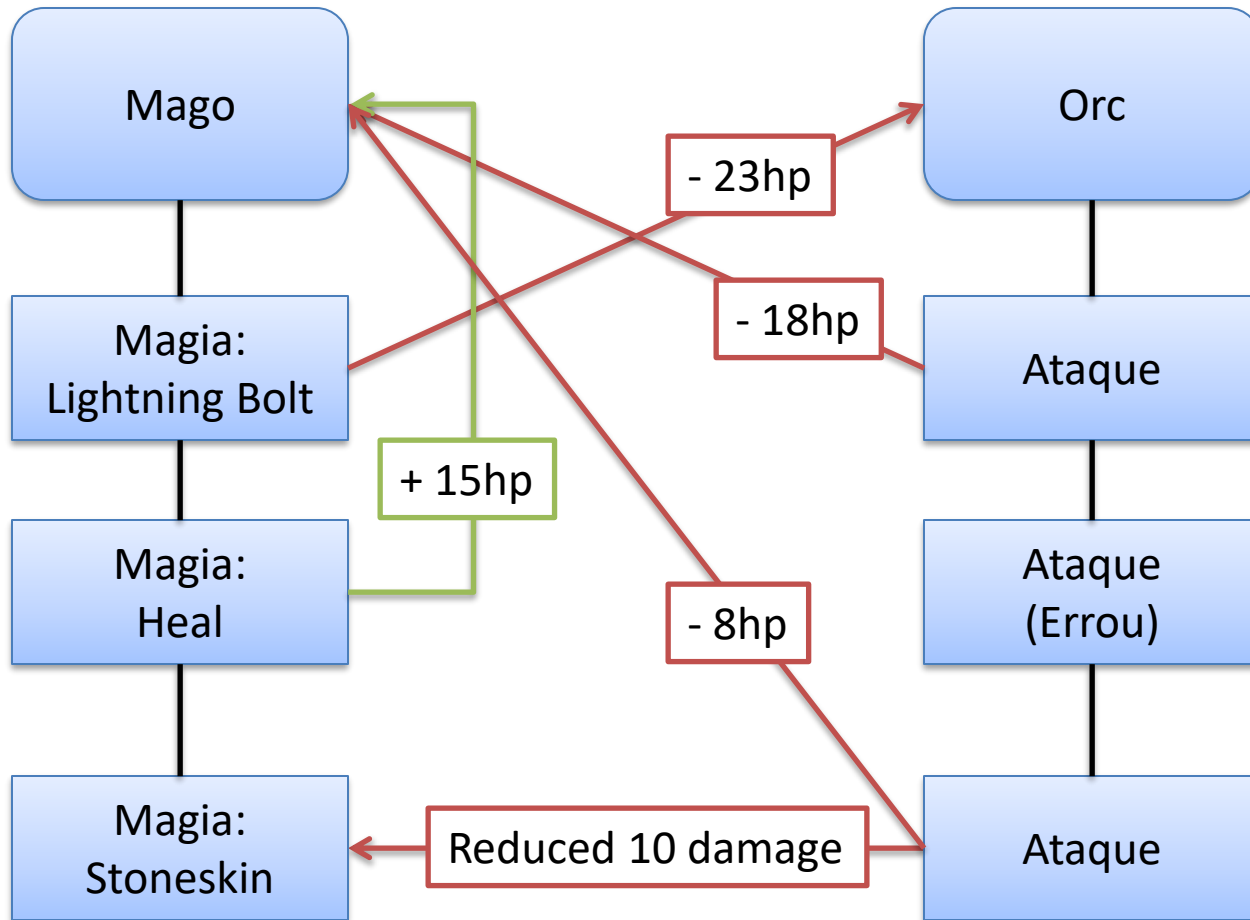 Mago
Orc
- 23hp
- 18hp
Magia:
Lightning Bolt
Ataque
+ 15hp
Magia:
Heal
Ataque
(Errou)
- 8hp
Magia:
Stoneskin
Reduced 10 damage
Ataque